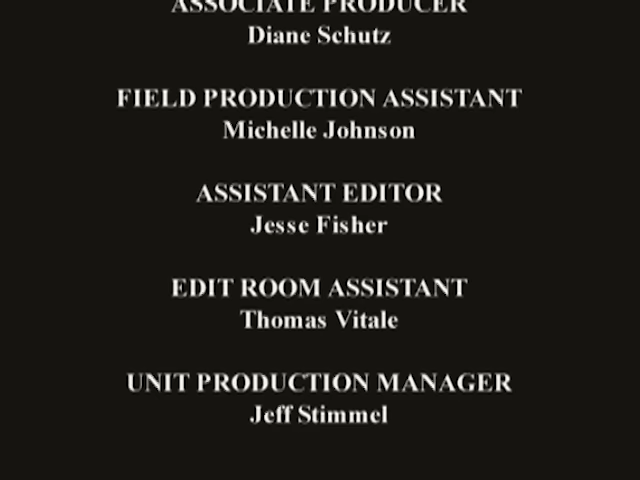 ASSOCIATE PRODUCER
Diane Schutz
FIELD PRODUCTION ASSISTANT
Michelle Johnson
ASSISTANT EDITOR
Jesse Fisher
EDIT ROOM ASSISTANT
Thomas Vitale
UNIT PRODUCTION MANAGER
Jeff Stimmel